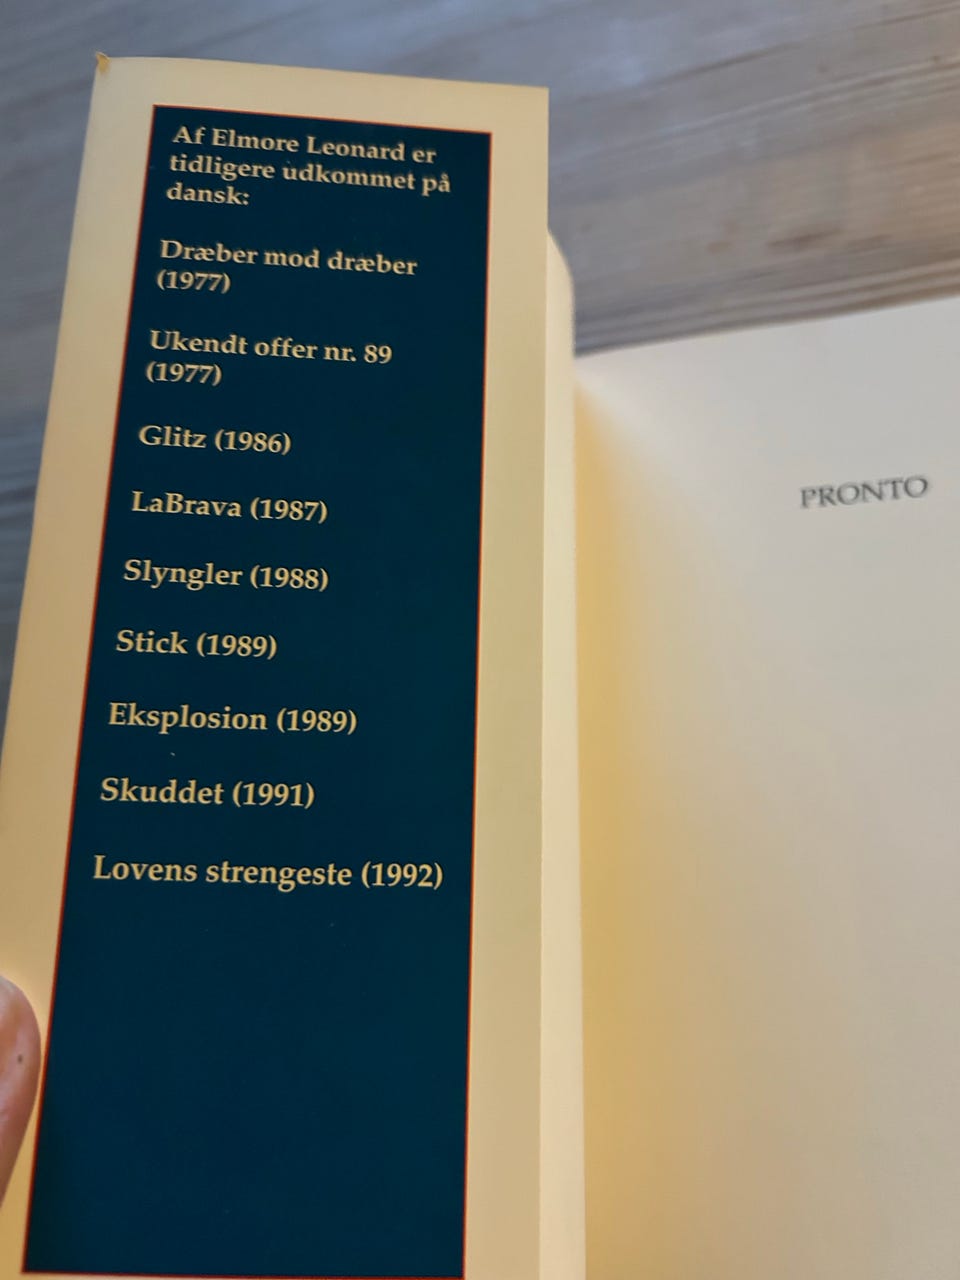 Af Elmore Leonard er
tidligere udkommet på
dansk:
Dræber mod dræber
(1977)
Ukendt offer nr. 89
(1977)
Glitz (1986)
LaBrava (1987)
Slyngler (1988)
Stick (1989)
Eksplosion (1989)
Skuddet (1991)
Lovens strengeste (1992)
PRONTO